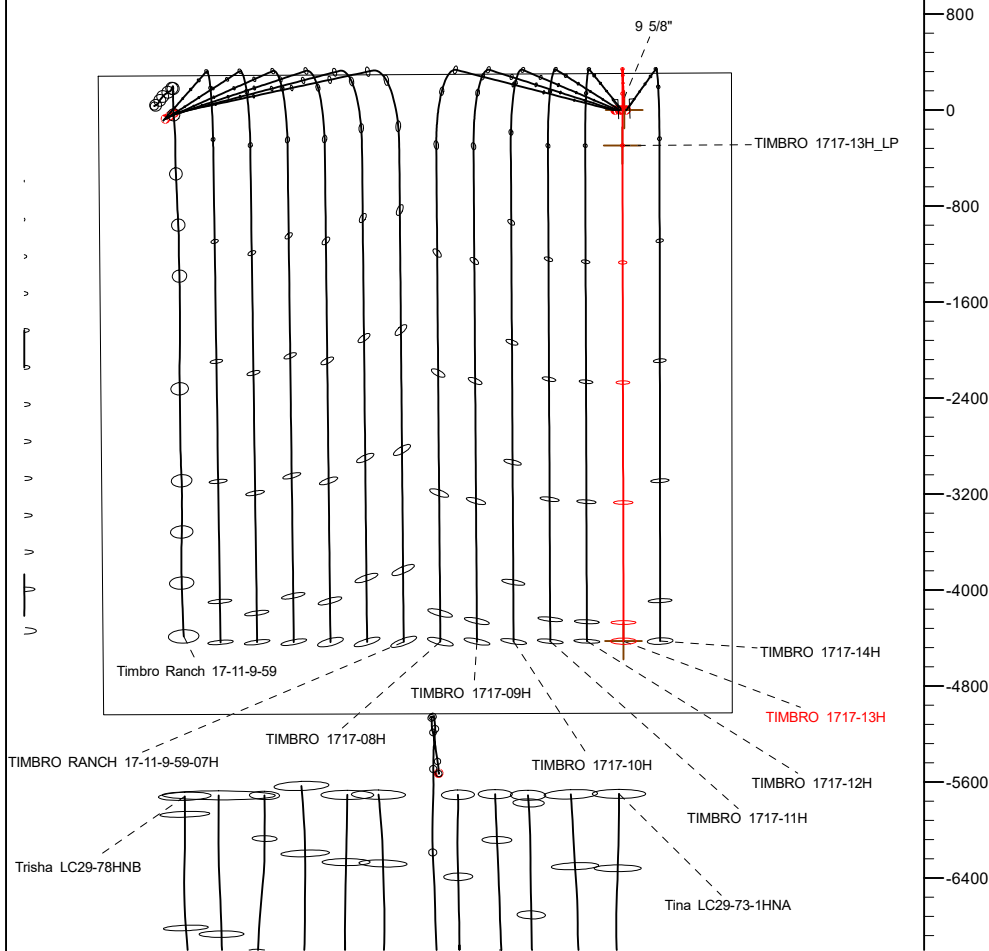 800
9 5/8"
0
TIMBRO 1717-13H_LP
-800
-1600
-2400
-3200
-4000
TIMBRO 1717-14H
Timbro Ranch 17-11-9-59
-4800
TIMBRO 1717-09H
TIMBRO 1717-13H
TIMBRO 1717-08H
TIMBRO RANCH 17-11-9-59-07H
TIMBRO 1717-10H
-5600
TIMBRO 1717-12H
TIMBRO 1717-11H
Trisha LC29-78HNB
-6400
Tina LC29-73-1HNA